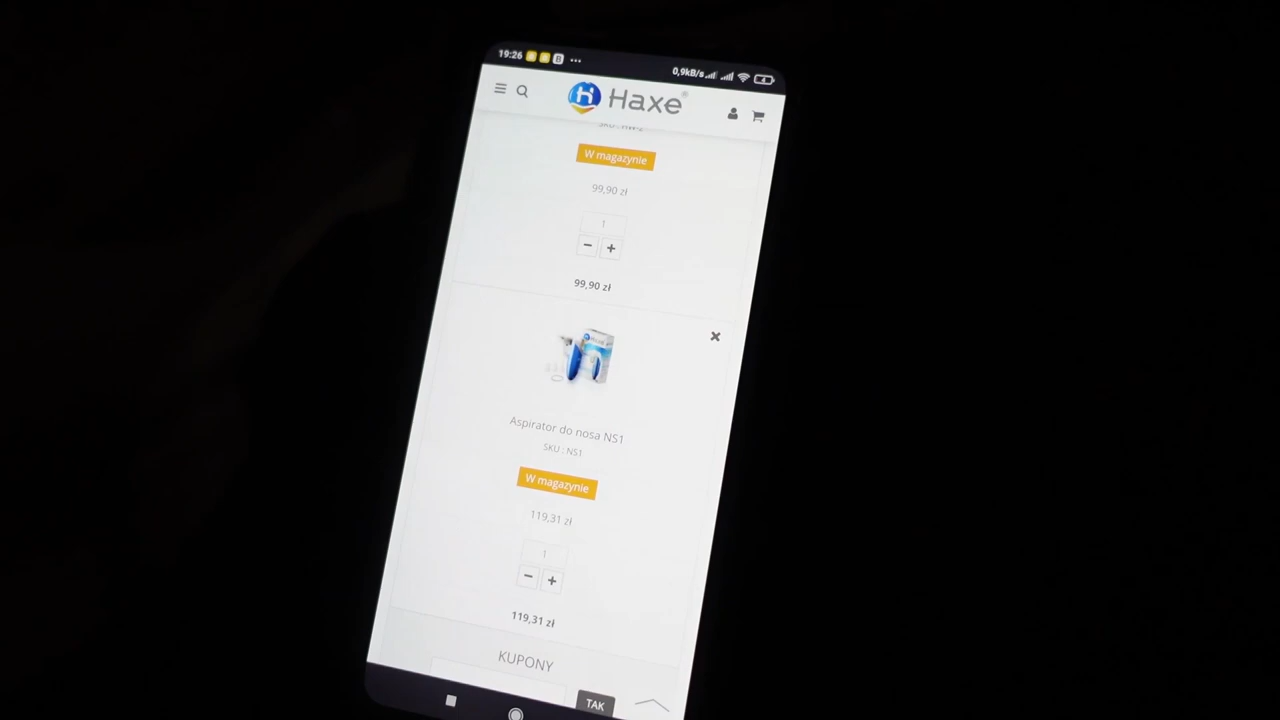 19:26
0,9kB/s
4
Haxe®
W magazynie
99,90 zł
1
99,90 zł
Aspirator do nosa NS1
SKU : NS1
W magazynie
119,31 zł
1
119,31 zł
KUPONY
TAK